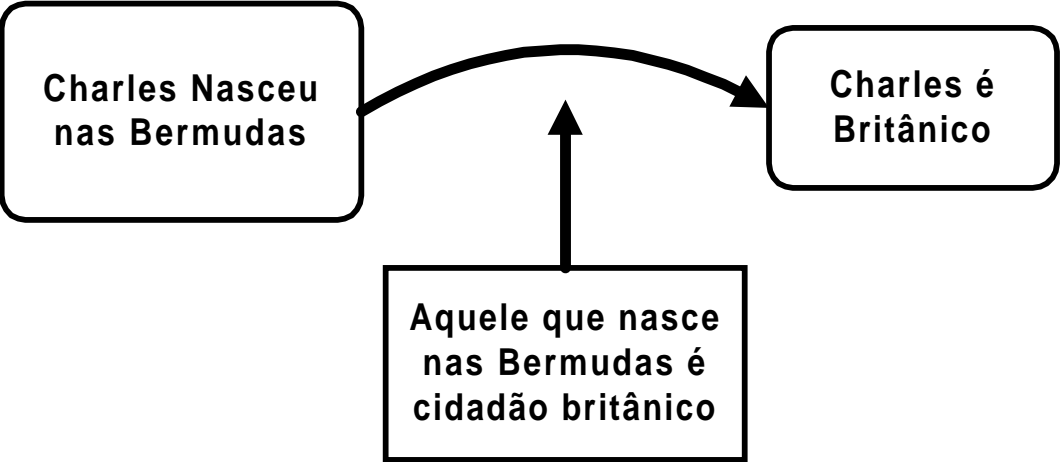 Charles Nasceu
nas Bermudas
Charles é
Britânico
Aquele que nasce
nas Bermudas é
cidadão britânico